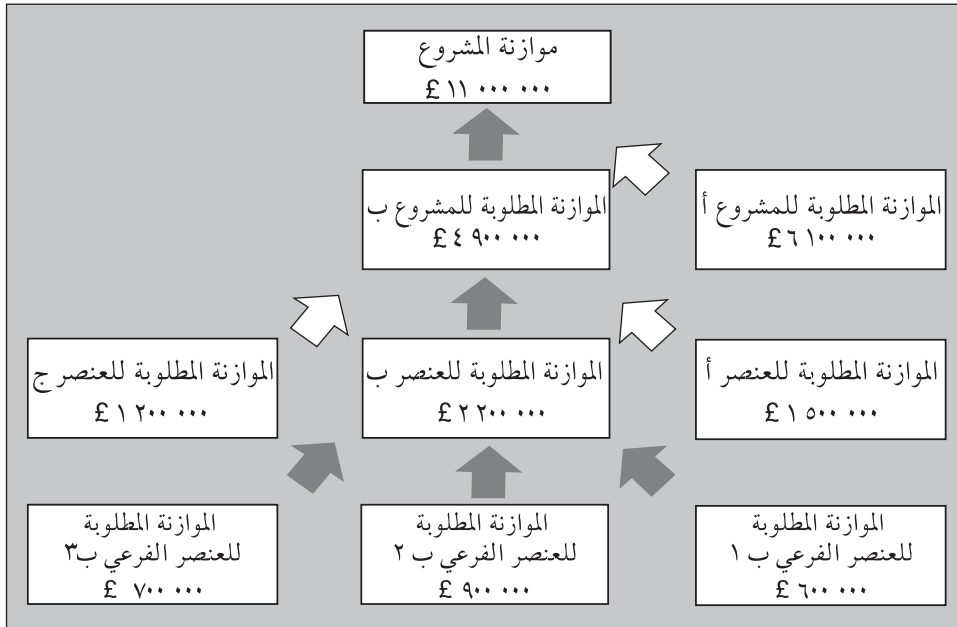 موازنة المشروع
£ ١١ ٠٠٠ ٠٠٠
الموازنة المطلوبة للمشروع أ
£ ٦ ١٠٠ ٠٠٠
الموازنة المطلوبة للمشروع ب
£ ٤ ٩٠٠ ٠٠٠
الموازنة المطلوبة للعنصر أ
£ ١ ٥٠٠ ٠٠٠
الموازنة المطلوبة للعنصر ب
£ ٢ ٢٠٠ ٠٠٠
الموازنة المطلوبة للعنصر ج
£ ١ ٢٠٠ ٠٠٠
الموازنة المطلوبة
للعنصر الفرعي ب ١
£ ٦٠٠ ٠٠٠
الموازنة المطلوبة
للعنصر الفرعي ب ٢
£ ٩٠٠ ٠٠٠
الموازنة المطلوبة
للعنصر الفرعي ب٣
£ ٧٠٠ ٠٠٠